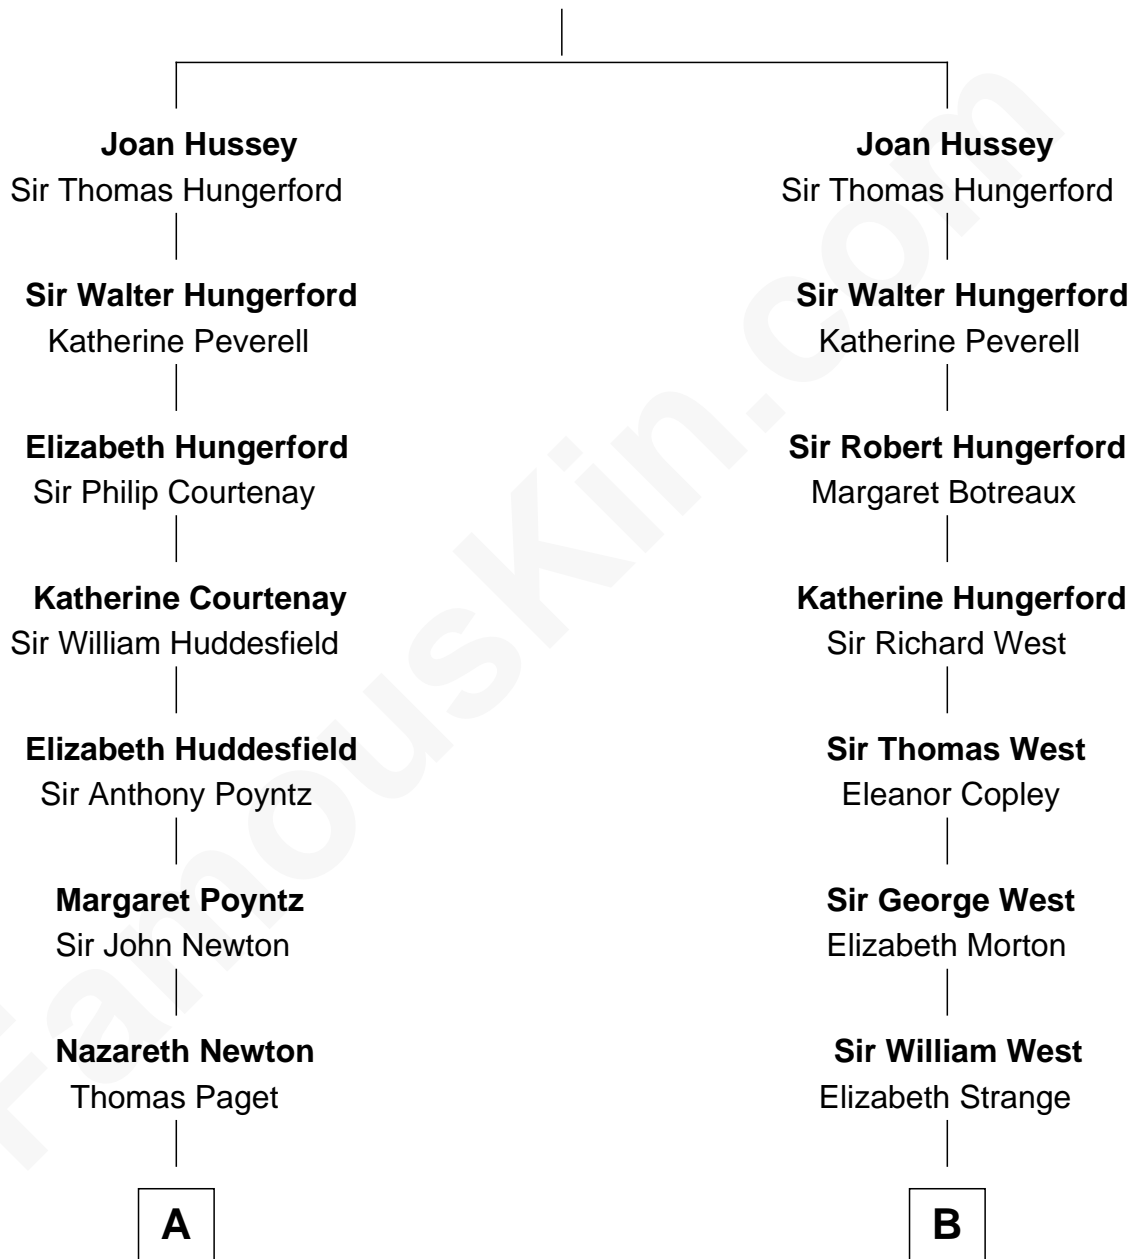 Joan Hussey
Sir Thomas Hungerford
Sir Walter Hungerford
Katherine Peverell
Elizabeth Hungerford
Sir Philip Courtenay
Katherine Courtenay
Sir William Huddesfield
Elizabeth Huddesfield
Sir Anthony Poyntz
Margaret Poyntz
Sir John Newton
Nazareth Newton
Thomas Paget
A
Joan Hussey
Sir Thomas Hungerford
Sir Walter Hungerford
Katherine Peverell
Sir Robert Hungerford
Margaret Botreaux
Katherine Hungerford
Sir Richard West
Sir Thomas West
Eleanor Copley
Sir George West
Elizabeth Morton
Sir William West
Elizabeth Strange
B
FamousKin.com